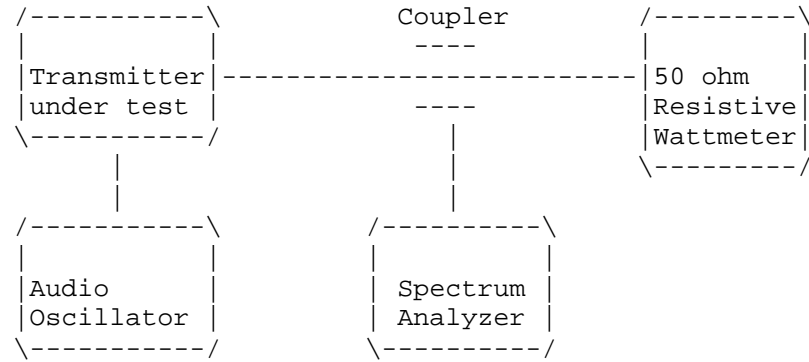 Coupler
Transmitter
under test
50 ohm
Resistive
Wattmeter
Audio
Oscillator
Spectrum
Analyzer